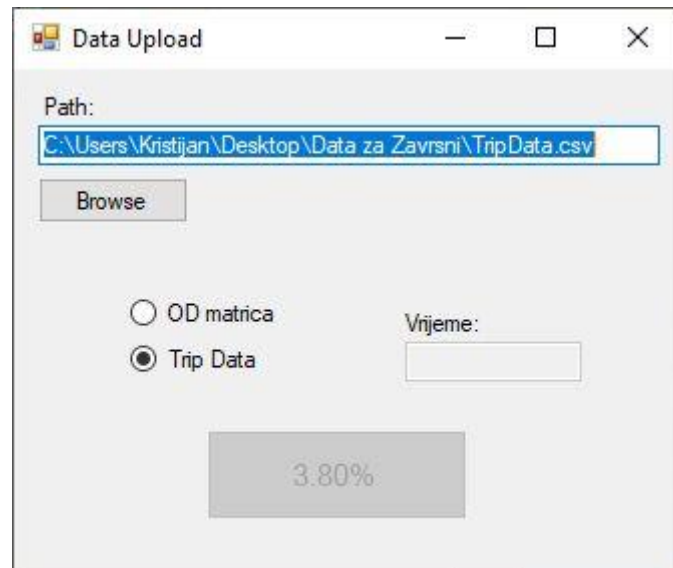 Data Upload
Path:
C:\Users\Kristijan\Desktop\Data za Zavrsni\TripData.csv
Browse
OD matrica
Vrijeme:
Trip Data
3.80%